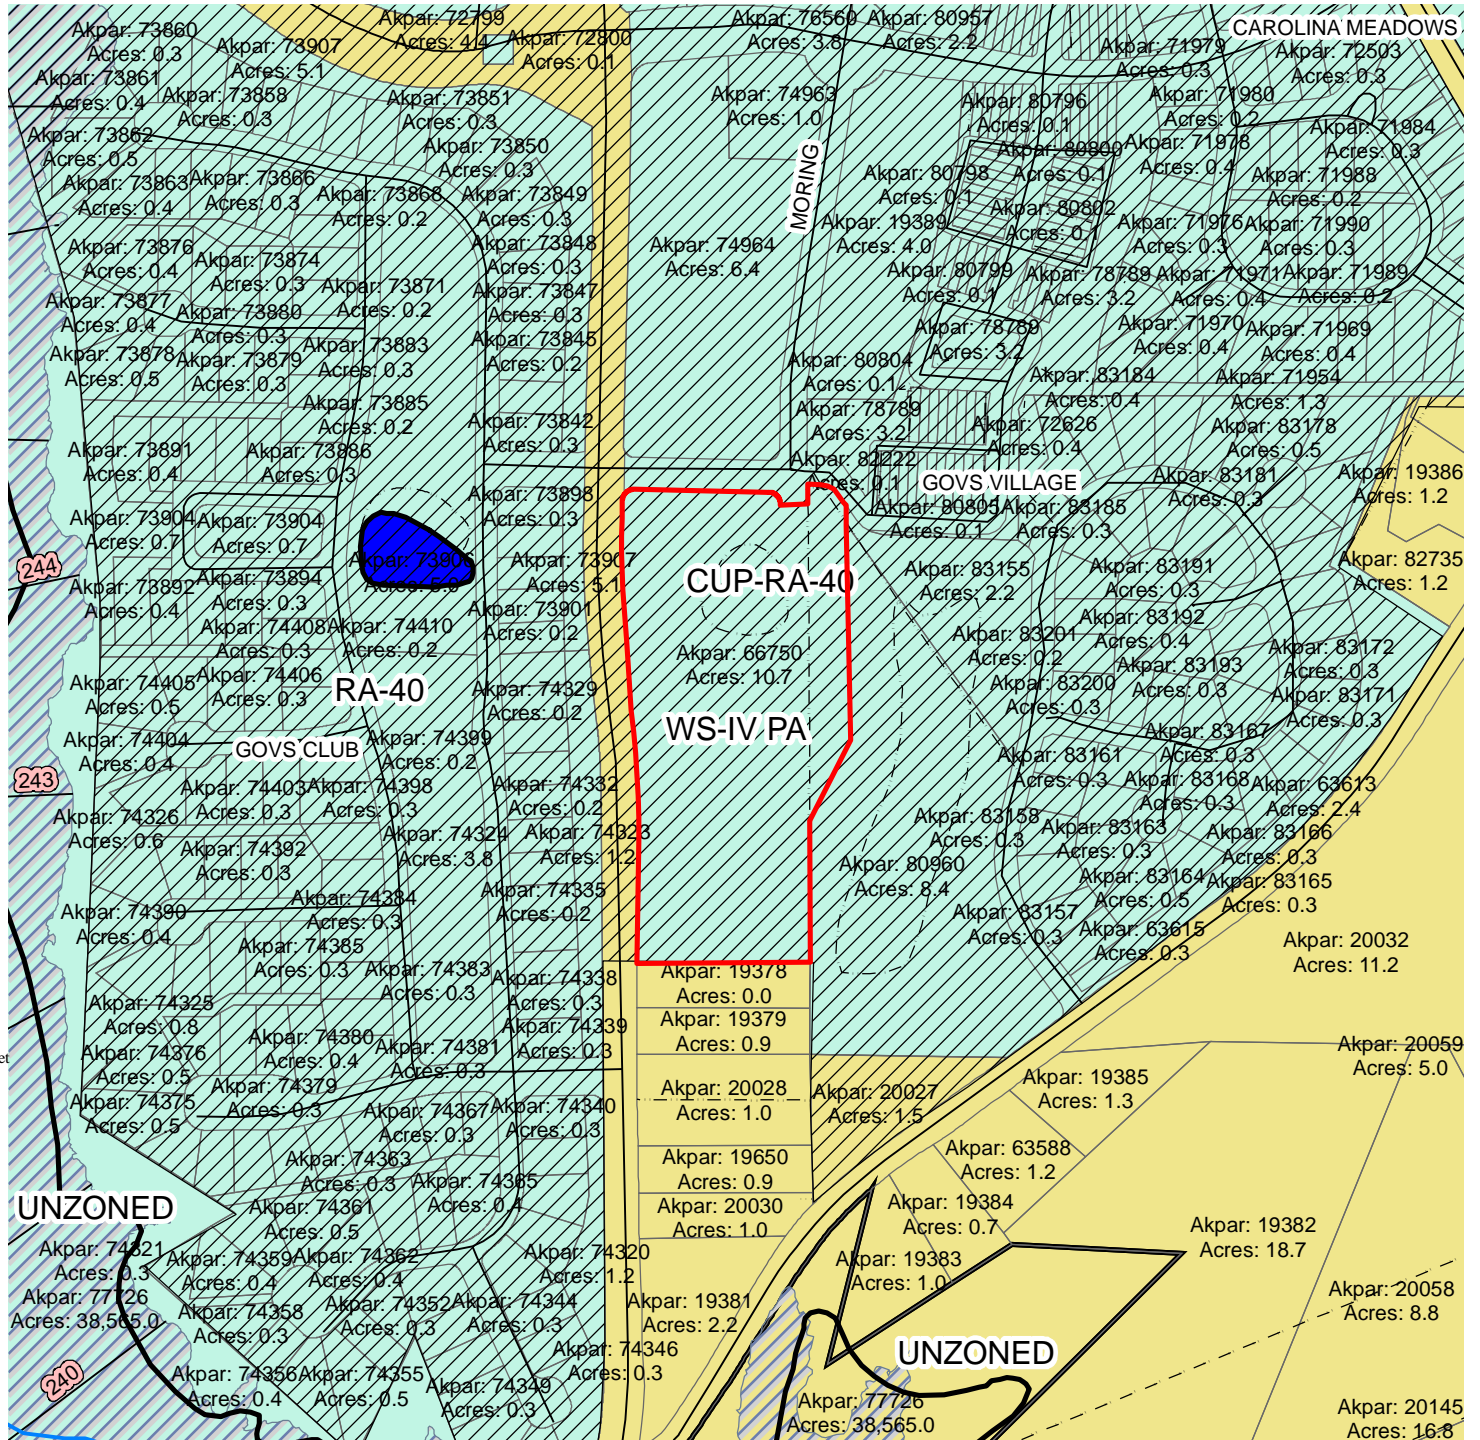 Akpar: 72799
Acres: 4.4
Akpar: 72800
Acres: 0.1
Akpar: 76560
Acres: 3.8
Akpar: 80957
Acres: 2.2
CAROLINA MEADOWS
Akpar: 73860
Acres: 0.3
Akpar: 73907
Acres: 5.1
Akpar: 71979
Acres: 0.3
Akpar: 72503
Acres: 0.3
Akpar: 73861
Acres: 0.4
Akpar: 73858
Acres: 0.3
Akpar: 73851
Acres: 0.3
Akpar: 74963
Acres: 1.0
Akpar: 80796
Acres: 0.1
Akpar: 71980
Acres: 0.2
Akpar: 71984
Acres: 0.3
Akpar: 73862
Acres: 0.5
Akpar: 73850
Acres: 0.3
MORING
Akpar: 80800
Acres: 0.1
Akpar: 71978
Acres: 0.4
Akpar: 73863
Acres: 0.4
Akpar: 73866
Acres: 0.3
Akpar: 73868
Acres: 0.2
Akpar: 73849
Acres: 0.3
Akpar: 80798
Acres: 0.1
Akpar: 71988
Acres: 0.2
Akpar: 19389
Acres: 4.0
Akpar: 80802
Acres: 0.
Akpar: 71976
Acres: 0.3
Akpar: 71990
Acres: 0.3
Akpar: 73876
Acres: 0.4
Akpar: 73874
Acres: 0.3
Akpar: 73848
Acres: 0.3
Akpar: 74964
Acres: 6.4
Akpar: 73871
Acres: 0.2
Akpar: 73847
Acres: 0.3
Akpar: 80799
Acres: 0.1
Akpar: 78789
Acres: 3.2
Akpar: 71971
Acres: 0.4
Akpar: 71989
Acres: 0.2
Akpar: 73877
Acres: 0.4
Akpar: 73880
Acres: 0.3
Akpar: 73845
Acres: 0.2
Akpar: 78789
Acres: 3.2
Akpar: 71970
Acres: 0.4
Akpar: 71969
Acres: 0.4
Akpar: 73878
Acres: 0.5
Akpar: 73879
Acres: 0.3
Akpar: 73883
Acres: 0.3
Akpar: 80804
Acres: 0.1
Akpar: 83184
Acres: 0.4
Akpar: 71954
Acres: 1.3
Akpar: 73885
Acres: 0.2
Akpar: 73842
Acres: 0.3
Akpar: 78789
Acres: 3.2
Akpar: 72626
Acres: 0.4
Akpar: 83178
Acres: 0.5
Akpar: 73891
Acres: 0.4
Akpar: 73886
Acres: 0.3
Akpar: 82222
Acres: 0.1
GOVS VILLAGE
Akpar: 83181
Acres: 0.3
Akpar: 19386
Acres: 1.2
Akpar: 73904
Acres: 0.7
Akpar: 73904
Acres: 0.7
Akpar: 73898
Acres: 0.3
Akpar: 80805
Acres: 0.1
Akpar: 83185
Acres: 0.3
244
Akpar: 73906
Akpar: 73907
Acres: 5.1
CUP-RA-40
Akpar: 83155
Acres: 2.2
Akpar: 83191
Acres: 0.3
Akpar: 82735
Acres: 1.2
Akpar: 73892
Acres: 0.4
Akpar: 73894
Acres: 0.3
Akpar: 73901
Acres: 0.2
Akpar: 83192
Acres: 0.4
Akpar: 74408
Acres: 0.3
Akpar: 74410
Acres: 0.2
Akpar: 66750
Acres: 10.7
Akpar: 83201
Acres: 0.2
Akpar: 83193
Acres: 0.3
Akpar: 83172
Acres: 0.3
Akpar: 74405
Acres: 0.5
Akpar: 74406
Acres: 0.3
RA-40
Akpar: 74329
Acres: 0.2
Akpar: 83200
Acres: 0.3
Akpar: 83171
Acres: 0.3
WS-IV PA
Akpar: 74404
Acres: 0.4
GOVS CLUB
Akpar: 74399
Acres: 0.2
Akpar: 83161
Acres: 0.3
Akpar: 83167
Acres: 0.3
243
Akpar: 74403
Acres: 0.3
Akpar: 74398
Acres: 0.3
Akpar: 74332
Acres: 0.2
Akpar: 83168
Acres: 0.3
Akpar: 63613
Acres: 2.4
Akpar: 74326
Acres: 0.6
Akpar: 74324
Acres: 3.8
Akpar: 74323
Acres: 1.2
Akpar: 83158
Acres: 0.3
Akpar: 83163
Acres: 0.3
Akpar: 83166
Acres: 0.3
Akpar: 74392
Acres: 0.3
Akpar: 80960
Acres: 8.4
Akpar: 83164
Acres: 0.5
Akpar: 83165
Acres: 0.3
Akpar: 74384
Acres: 0.3
Akpar: 74335
Acres: 0.2
Akpar: 74390
Acres: 0.4
Akpar: 83157
Acres: 0.3
Akpar: 63615
Acres: 0.3
Akpar: 20032
Acres: 11.2
Akpar: 74385
Acres: 0.3
Akpar: 74383
Acres: 0.3
Akpar: 74338
Acres: 0.3
Akpar: 19378
Acres: 0.0
Akpar: 74325
Acres: 0.8
Akpar: 74339
Acres: 0.3
Akpar: 19379
Acres: 0.9
et
Akpar: 74376
Acres: 0.5
Akpar: 74380
Acres: 0.4
Akpar: 74381
Acres: 0.3
Akpar: 20059
Acres: 5.0
Akpar: 74375
Acres: 0.5
Akpar: 74379
Acres: 0.3
Akpar: 74367
Acres: 0.3
Akpar: 74340
Acres: 0.3
Akpar: 20028
Acres: 1.0
Akpar: 20027
Acres: 1.5
Akpar: 19385
Acres: 1.3
Akpar: 74363
Acres: 0.3
Akpar: 74365
Acres: 0.4
Akpar: 19650
Acres: 0.9
Akpar: 63588
Acres: 1.2
UNZONED
Akpar: 74361
Acres: 0.5
Akpar: 20030
Acres: 1.0
Akpar: 19384
Acres: 0.7
Akpar: 19382
Acres: 18.7
Akpar: 74321
Acres: 0.3
Akpar: 74359
Acres: 0.4
Akpar: 74362
Acres: 0.4
Akpar: 74320
Acres: 1.2
Akpar: 19383
Acres: 1.0
Akpar: 77726
Acres: 38,565.0
Akpar: 74358
Acres: 0.3
Akpar: 74352
Acres: 0.3
Akpar: 74344
Acres: 0.3
Akpar: 19381
Acres: 2.2
Akpar: 20058
Acres: 8.8
240
Akpar: 74356
Acres: 0.4
Akpar: 74355
Acres: 0.5
Akpar: 74349
Acres: 0.3
Akpar: 74346
Acres: 0.3
UNZONED
Akpar: 77726
Acres: 38,565.0
Akpar: 20145
Acres: 16.8